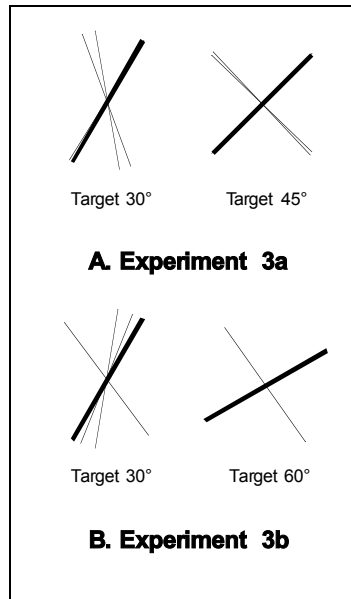 Target 30° Target 45°
A. Experiment 3a
Target 30° Target 60°
B. Experiment 3b